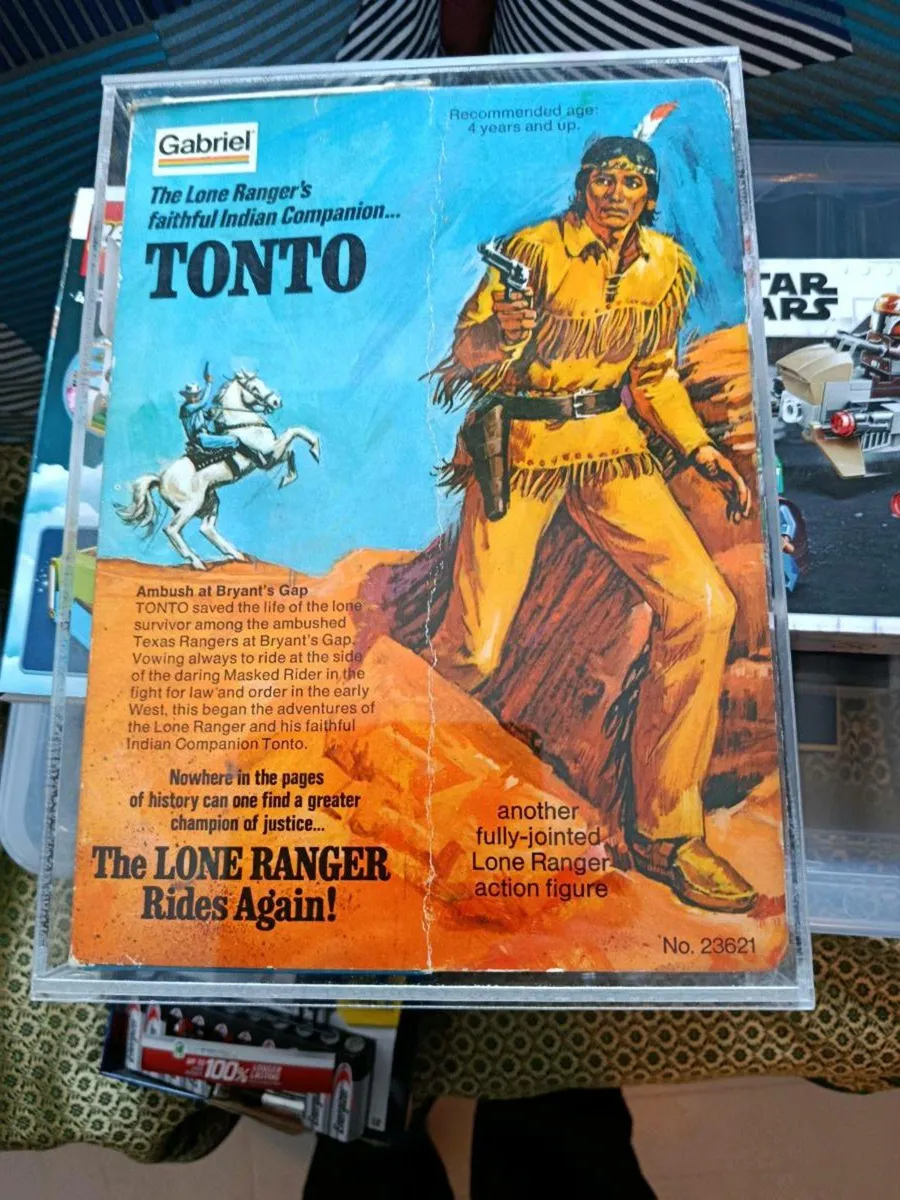 Gabriel
Recommended age:
4 years and up.
The Lone Ranger's
faithful Indian Companion...
TONTO
Ambush at Bryant's Gap
TONTO saved the life of the lone
survivor among the ambushed
Texas Rangers at Bryant's Gap.
Vowing always to ride at the side
of the daring Masked Rider in the
fight for law and order in the early
West, this began the adventures of
the Lone Ranger and his faithful
Indian Companion Tonto.
Nowhere in the pages
of history can one find a greater
champion of justice...
The LONE RANGER
Rides Again!
another
fully-jointed
Lone Ranger
action figure
No. 23621
TAR
ARS
100%
LONGER
LASTING